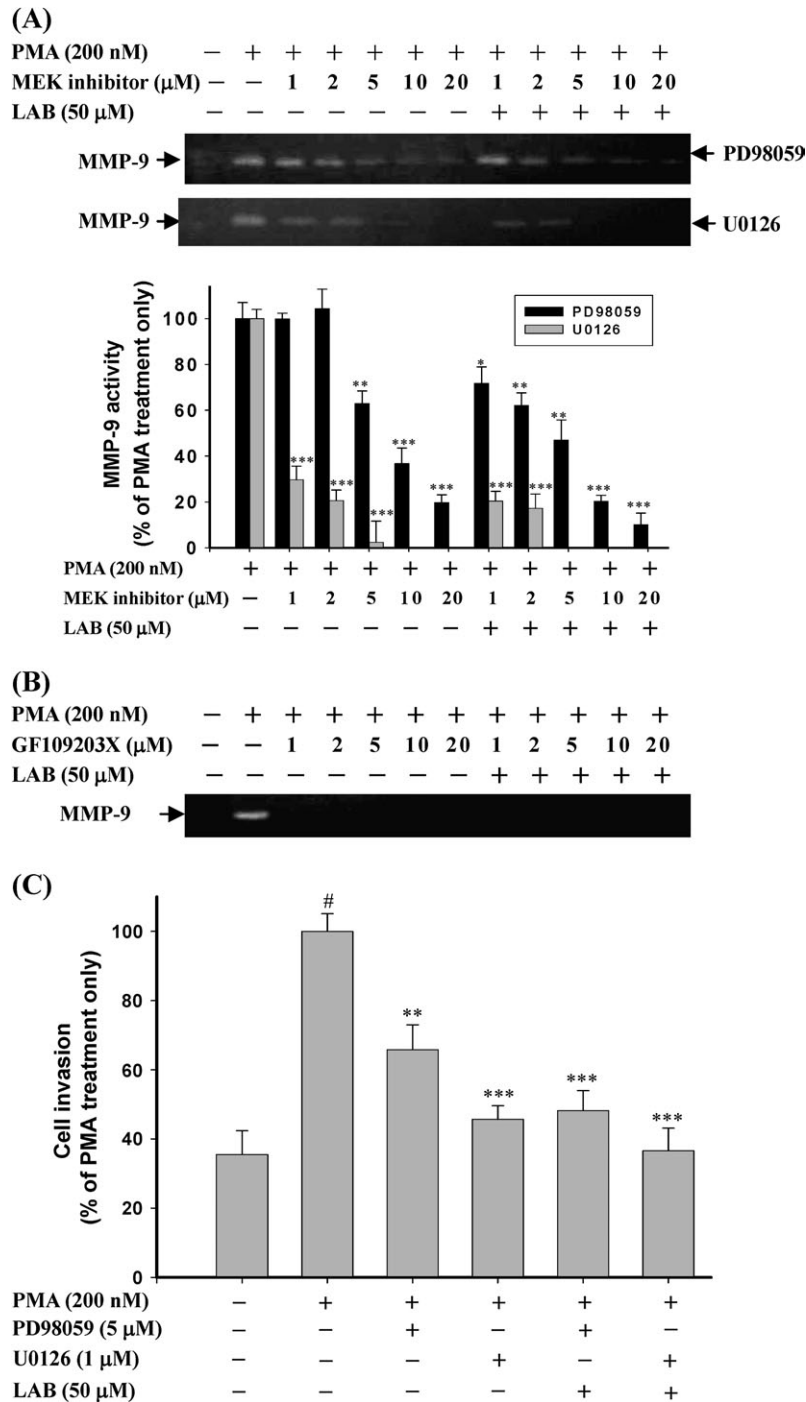 (A)
PMA (200 nM) − + + + + + + + + + + +
MEK inhibitor (μM) − − 1 2 5 10 20 1 2 5 10 20
LAB (50 μM) − − − − − − − + + + + +
MMP-9 PD98059
MMP-9 U0126
PD98059
U0126
MMP-9 activity
(% of PMA treatment only)
100
80
60
40
20
0
** *** *** * ** ** *** ***
*** *** *** *** ***
PMA (200 nM) + + + + + + + + + + +
MEK inhibitor (μM) − 1 2 5 10 20 1 2 5 10 20
LAB (50 μM) − − − − − − + + + + +
(B)
PMA (200 nM) − + + + + + + + + + + +
GF109203X (μM) − − 1 2 5 10 20 1 2 5 10 20
LAB (50 μM) − − − − − − − + + + + +
MMP-9
(C)
Cell invasion
(% of PMA treatment only)
100
80
60
40
20
0
# ** *** *** ***
PMA (200 nM) − + + + + +
PD98059 (5 μM) − − + − + −
U0126 (1 μM) − − − + − +
LAB (50 μM) − − − − + +